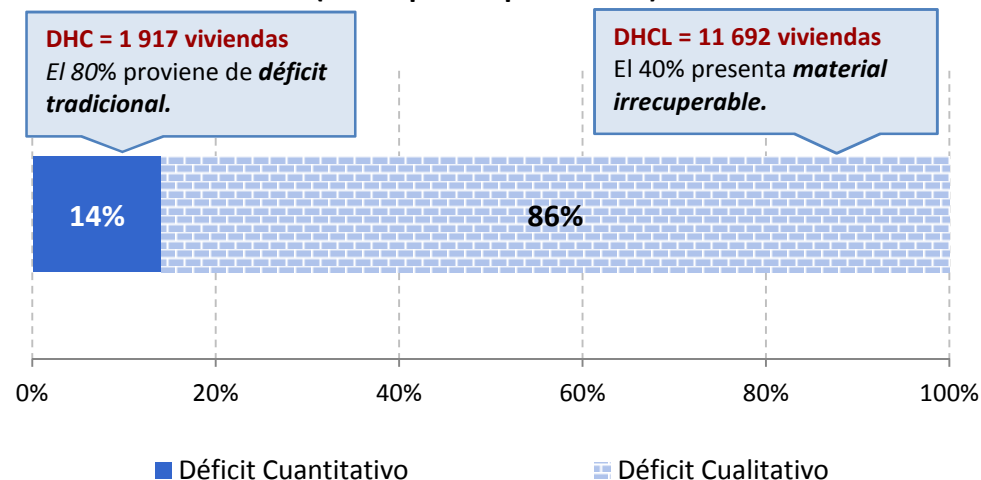 DHC = 1 917 viviendas
El 80% proviene de déficit
tradicional.
DHCL = 11 692 viviendas
El 40% presenta material
irrecuperable.
14%
86%
0%
20%
40%
60%
80%
100%
Déficit Cuantitativo
Déficit Cualitativo